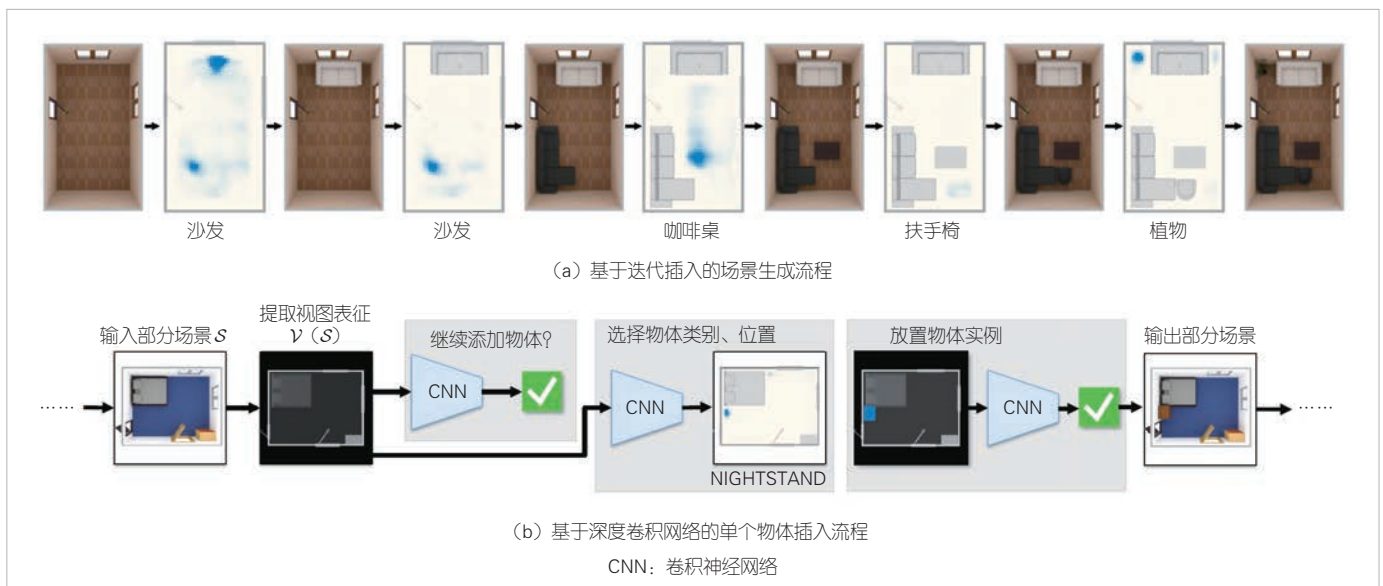 沙发
沙发
咖啡桌
扶手椅
植物
（a）基于迭代插入的场景生成流程
输入部分场景 S
提取视图表征
V（S）
继续添加物体？
选择物体类别、位置
放置物体实例
输出部分场景
……
CNN
CNN
CNN
……
NIGHTSTAND
（b）基于深度卷积网络的单个物体插入流程
CNN：卷积神经网络